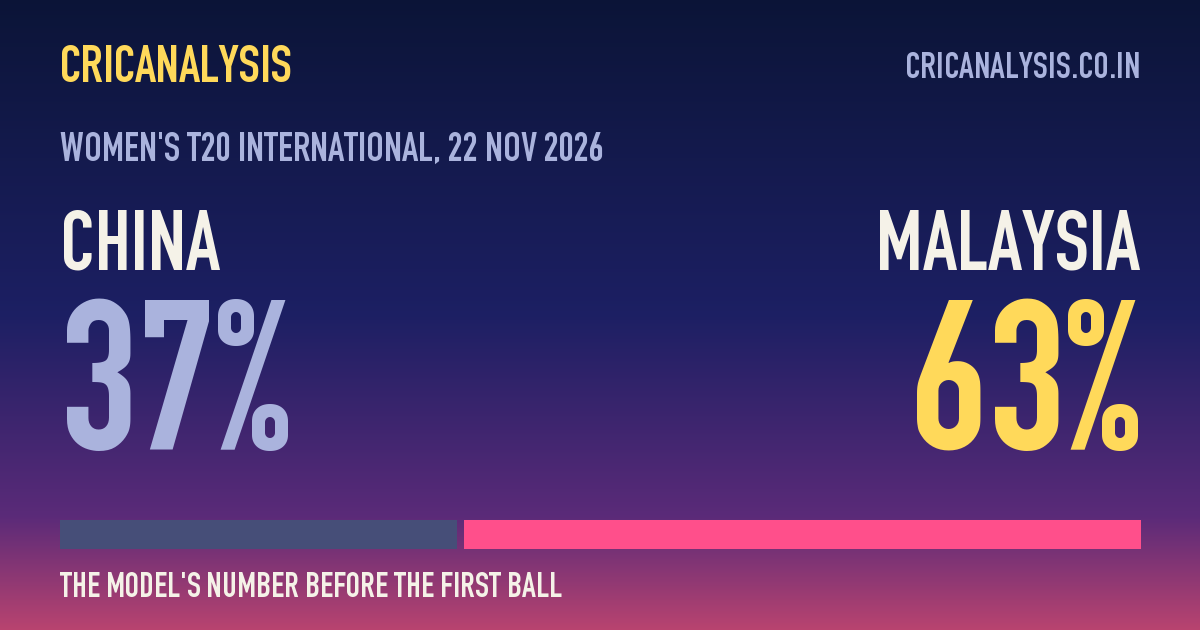 CRICANALYSIS
CRICANALYSIS.CO.IN
WOMEN'S T20 INTERNATIONAL, 22 NOV 2026
CHINA
MALAYSIA
37%
63%
THE MODEL'S NUMBER BEFORE THE FIRST BALL